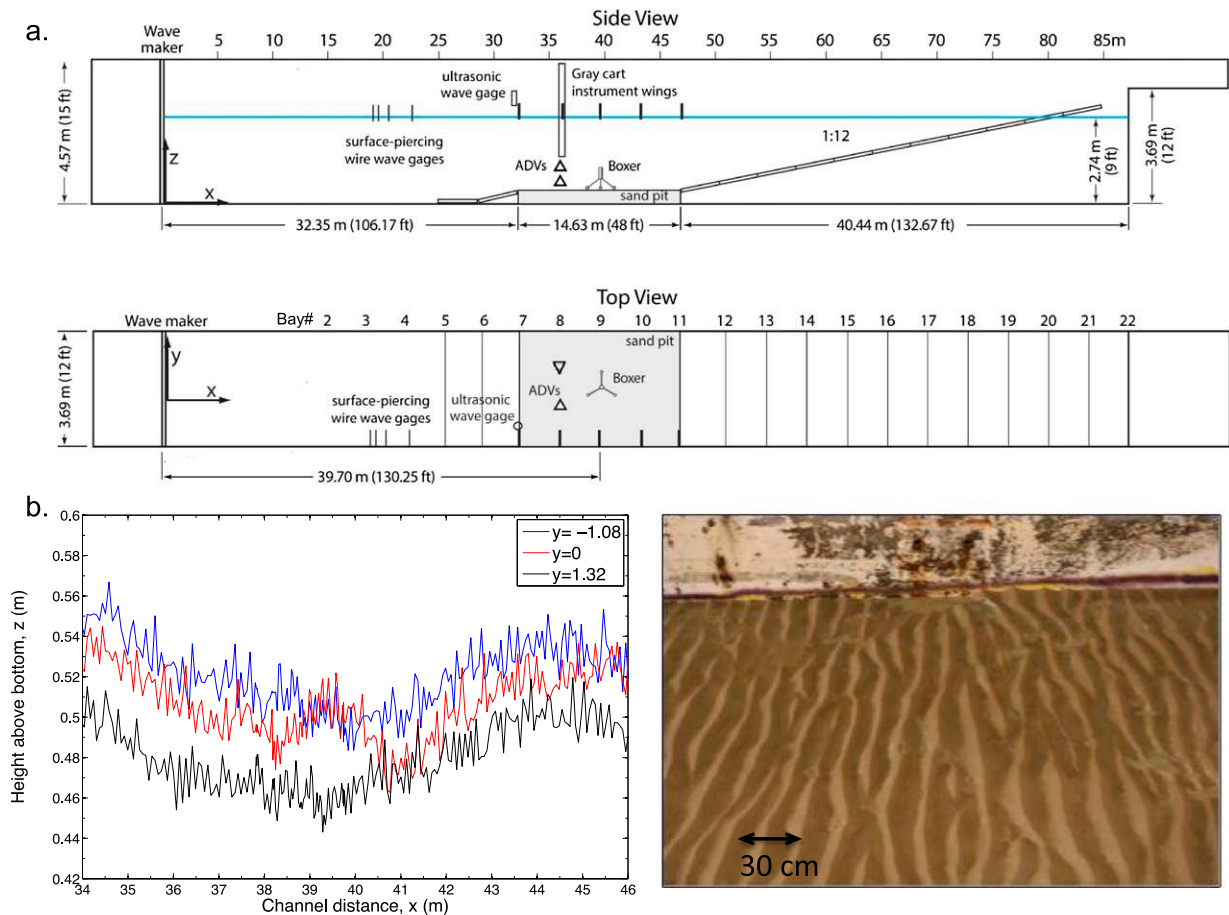 a.
Side View
Wave
maker
5 10 15 20 25 30 35 40 45 50 55 60 65 70 75 80 85m
4.57 m (15 ft)
ultrasonic
wave gage
Gray cart
instrument wings
surface-piercing
wire wave gages
z
x
ADVs
Boxer
sand pit
1:12
2.74 m
(9 ft)
3.69 m
(12 ft)
32.35 m (106.17 ft)
14.63 m (48 ft)
40.44 m (132.67 ft)
Top View
Wave maker
Bay# 2 3 4 5 6 7 8 9 10 11 12 13 14 15 16 17 18 19 20 21 22
3.69 m (12 ft)
y
x
sand pit
ADVs
Boxer
surface-piercing
wire wave gages
ultrasonic
wave gage
39.70 m (130.25 ft)
b.
0.6
0.58
0.56
0.54
0.52
0.5
0.48
0.46
0.44
0.42
Height above bottom, z (m)
y= −1.08
y=0
y=1.32
34 35 36 37 38 39 40 41 42 43 44 45 46
Channel distance, x (m)
30 cm